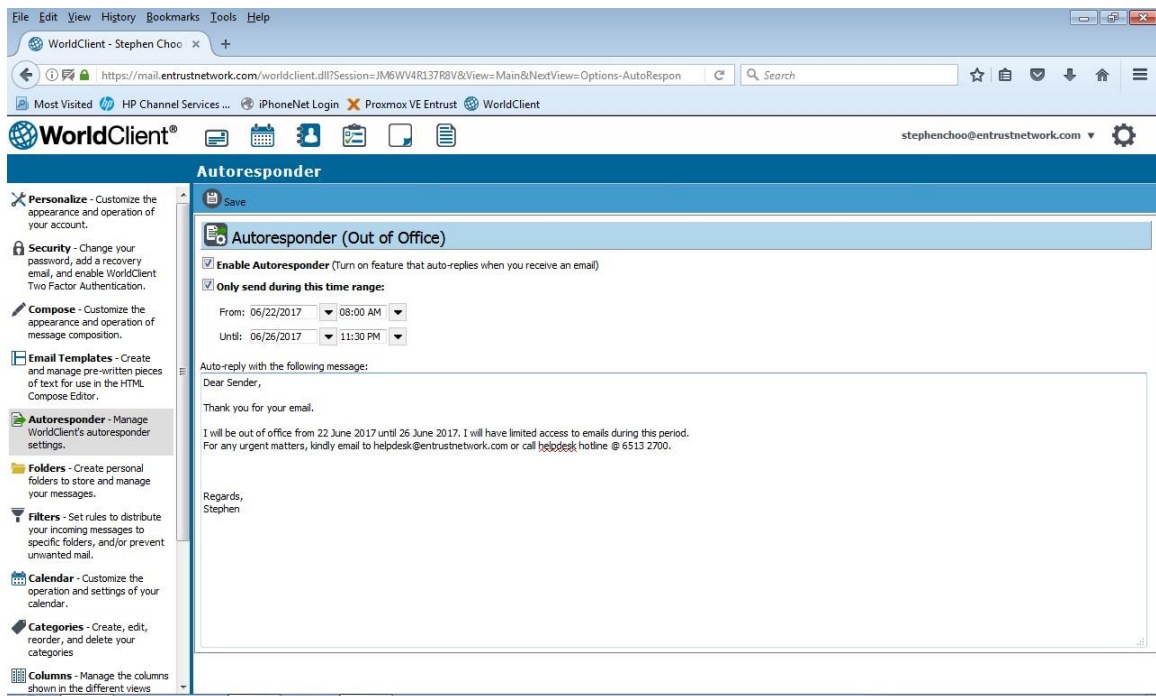 File Edit View History Bookmarks Tools Help
WorldClient - Stephen Choo × +
https://mail.entrustnetwork.com/worldclient.dll?Session=JM6WV4R137R8V&View=Main&NextView=Options-AutoRespon
Search
Most Visited HP Channel Services ... iPhoneNet Login Proxmox VE Entrust WorldClient
WorldClient®
stephenchoo@entrustnetwork.com
Autoresponder
Save
Personalize - Customize the
appearance and operation of
your account.
Security - Change your
password, add a recovery
email, and enable WorldClient
Two Factor Authentication.
Compose - Customize the
appearance and operation of
message composition.
Email Templates - Create
and manage pre-written pieces
of text for use in the HTML
Compose Editor.
Autoresponder - Manage
WorldClient's autoresponder
settings.
Folders - Create personal
folders to store and manage
your messages.
Filters - Set rules to distribute
your incoming messages to
specific folders, and/or prevent
unwanted mail.
Calendar - Customize the
operation and settings of your
calendar.
Categories - Create, edit,
reorder, and delete your
categories
Columns - Manage the columns
shown in the different views
Autoresponder (Out of Office)
Enable Autoresponder (Turn on feature that auto-replies when you receive an email)
Only send during this time range:
From: 06/22/2017 08:00 AM
Until: 06/26/2017 11:30 PM
Auto-reply with the following message:
Dear Sender,
Thank you for your email.
I will be out of office from 22 June 2017 until 26 June 2017. I will have limited access to emails during this period.
For any urgent matters, kindly email to helpdesk@entrustnetwork.com or call helpdesk hotline @ 6513 2700.
Regards,
Stephen